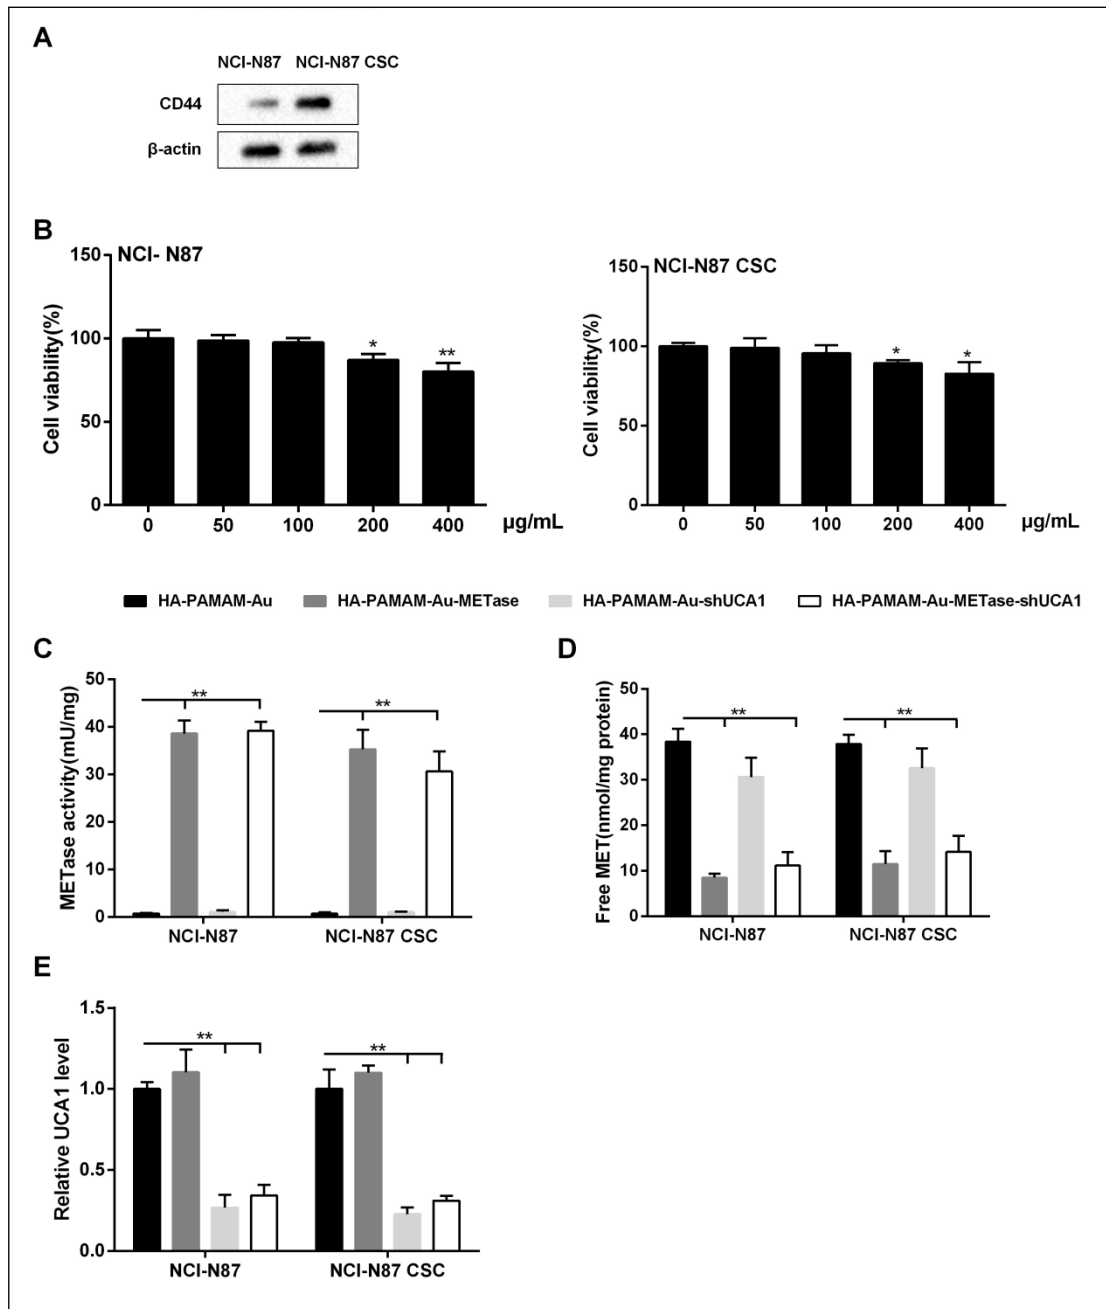 A
NCI-N87 NCI-N87 CSC
CD44
β-actin
B
NCI- N87
Cell viability(%)
150
100
50
0
*
**
0 50 100 200 400 µg/mL
NCI-N87 CSC
Cell viability(%)
150
100
50
0
*
*
0 50 100 200 400 µg/mL
HA-PAMAM-Au HA-PAMAM-Au-METase HA-PAMAM-Au-shUCA1 HA-PAMAM-Au-METase-shUCA1
C
METase activity(mU/mg)
50
40
30
20
10
0
**
**
NCI-N87 NCI-N87 CSC
D
Free MET(nmol/mg protein)
50
40
30
20
10
0
**
**
NCI-N87 NCI-N87 CSC
E
Relative UCA1 level
1.5
1.0
0.5
0.0
**
**
NCI-N87 NCI-N87 CSC